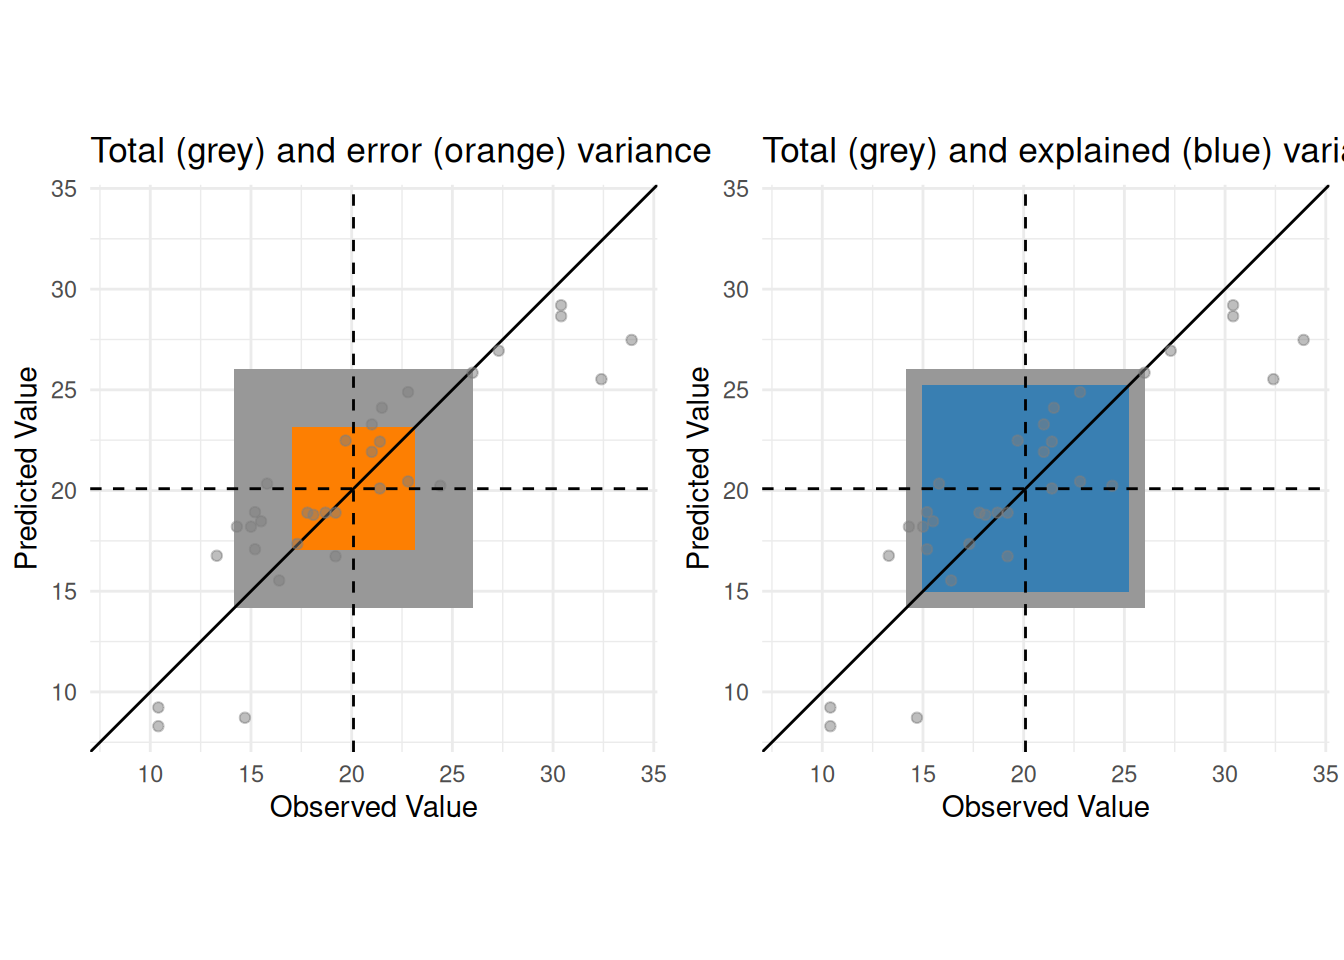 Total (grey) and error (orange) variance
35
30
25
20
15
10
Predicted Value
10 15 20 25 30 35
Observed Value
Total (grey) and explained (blue) varia
35
30
25
20
15
10
Predicted Value
10 15 20 25 30 35
Observed Value